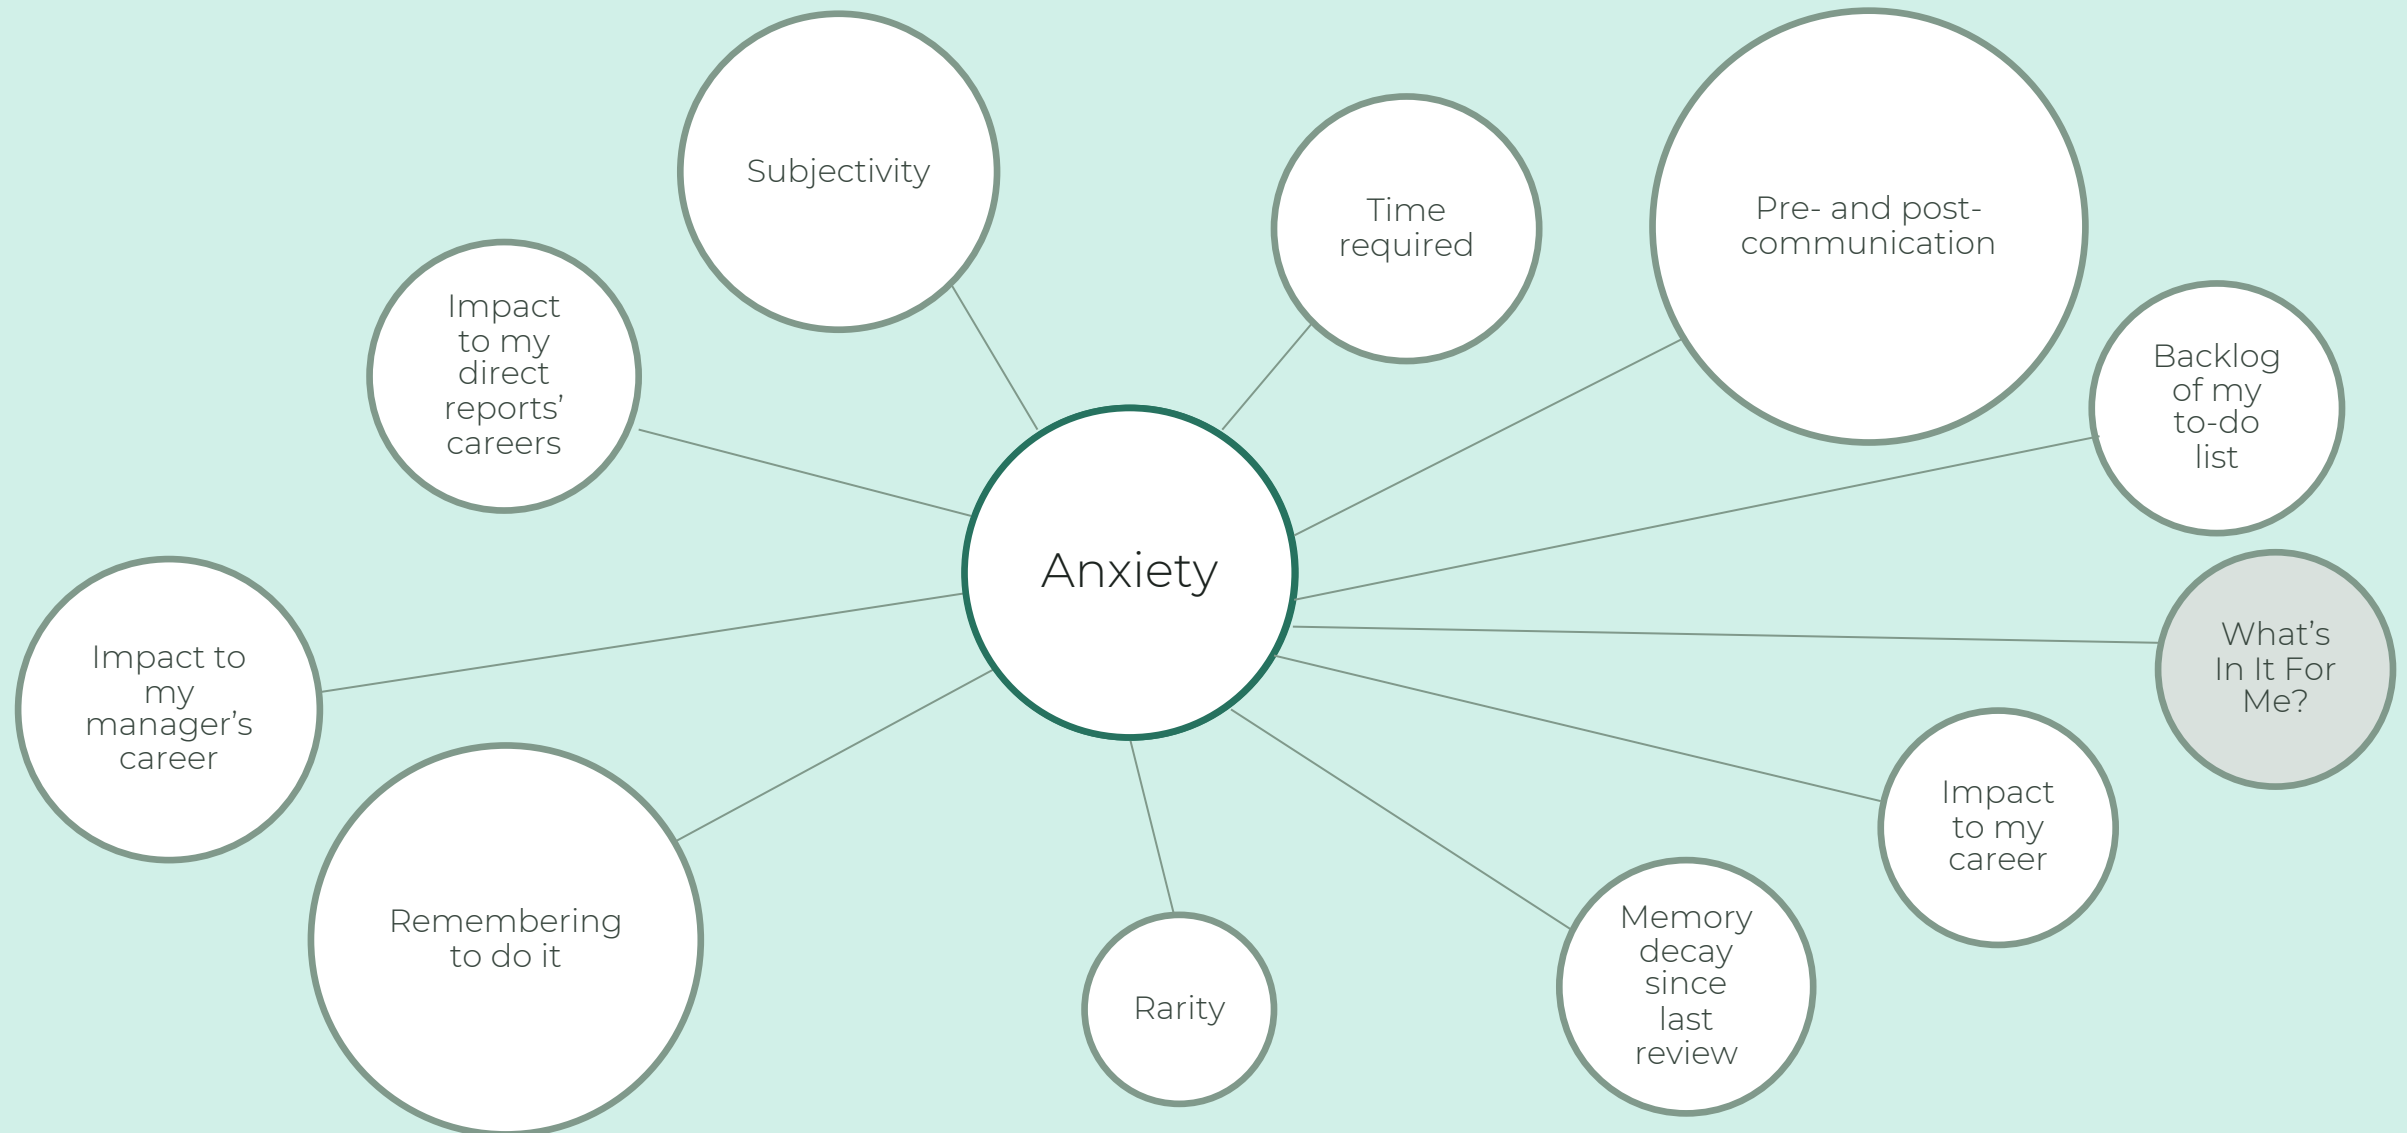 Subjectivity
Time
required
Pre- and post-
communication
Impact
to my
direct
reports’
careers
Backlog
of my
to-do
list
Anxiety
What’s
In It For
Me?
Impact to
my
manager’s
career
Impact
to my
career
Remembering
to do it
Rarity
Memory
decay
since
last
review